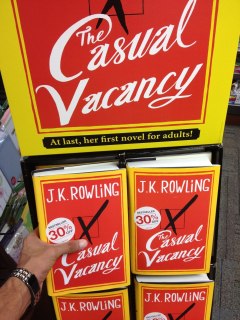 The
Casual
Vacancy
At last, her first novel for adults!
J.K. ROWLING
30%
The
Casual
Vacancy
J.K. ROWLING
30%
The
Casual
Vacancy
J.K. ROWLING
J.K. ROWLING
30%